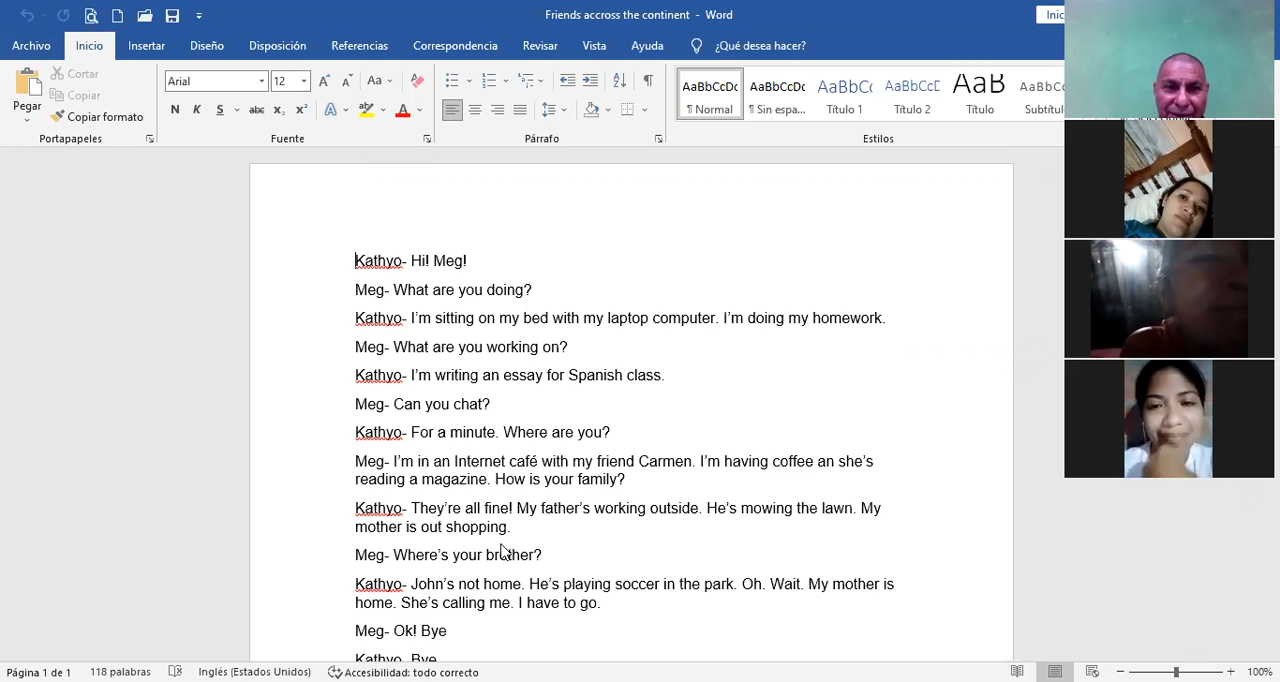 Friends accross the continent - Word
Inic
Archivo Inicio Insertar Diseño Disposición Referencias Correspondencia Revisar Vista Ayuda ¿Qué desea hacer?
Pegar
Cortar
Copiar
Copiar formato
Arial 12
Aa
N K S abc x₂ x² A A
AaBbCcDc AaBbCcDc AaBbCcDc AaBbCcD AaB AaBbC
¶ Normal ¶ Sin espa... Título 1 Título 2 Título Subtítul
Portapapeles Fuente Párrafo Estilos
Kathyo- Hi! Meg!
Meg- What are you doing?
Kathyo- I'm sitting on my bed with my laptop computer. I'm doing my homework.
Meg- What are you working on?
Kathyo- I'm writing an essay for Spanish class.
Meg- Can you chat?
Kathyo- For a minute. Where are you?
Meg- I'm in an Internet café with my friend Carmen. I'm having coffee an she's
reading a magazine. How is your family?
Kathyo- They're all fine! My father's working outside. He's mowing the lawn. My
mother is out shopping.
Meg- Where's your brother?
Kathyo- John's not home. He's playing soccer in the park. Oh. Wait. My mother is
home. She's calling me. I have to go.
Meg- Ok! Bye
Kathyo- Bye
Página 1 de 1 118 palabras Inglés (Estados Unidos) Accesibilidad: todo correcto 100%